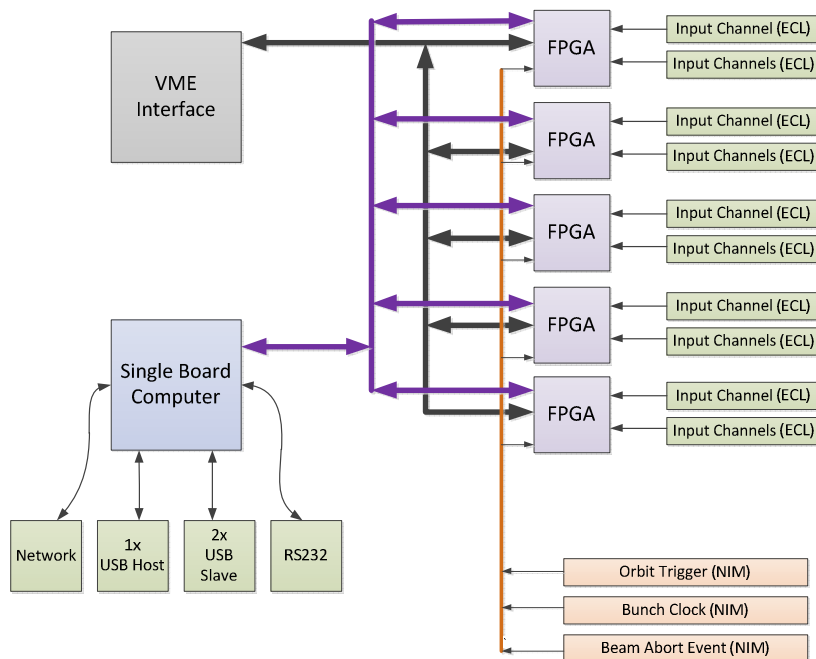 VME
Interface
FPGA
Input Channel (ECL)
Input Channels (ECL)
FPGA
Input Channel (ECL)
Input Channels (ECL)
FPGA
Input Channel (ECL)
Input Channels (ECL)
FPGA
Input Channel (ECL)
Input Channels (ECL)
FPGA
Input Channel (ECL)
Input Channels (ECL)
Single Board
Computer
Network
1x
USB Host
2x
USB
Slave
RS232
Orbit Trigger (NIM)
Bunch Clock (NIM)
Beam Abort Event (NIM)